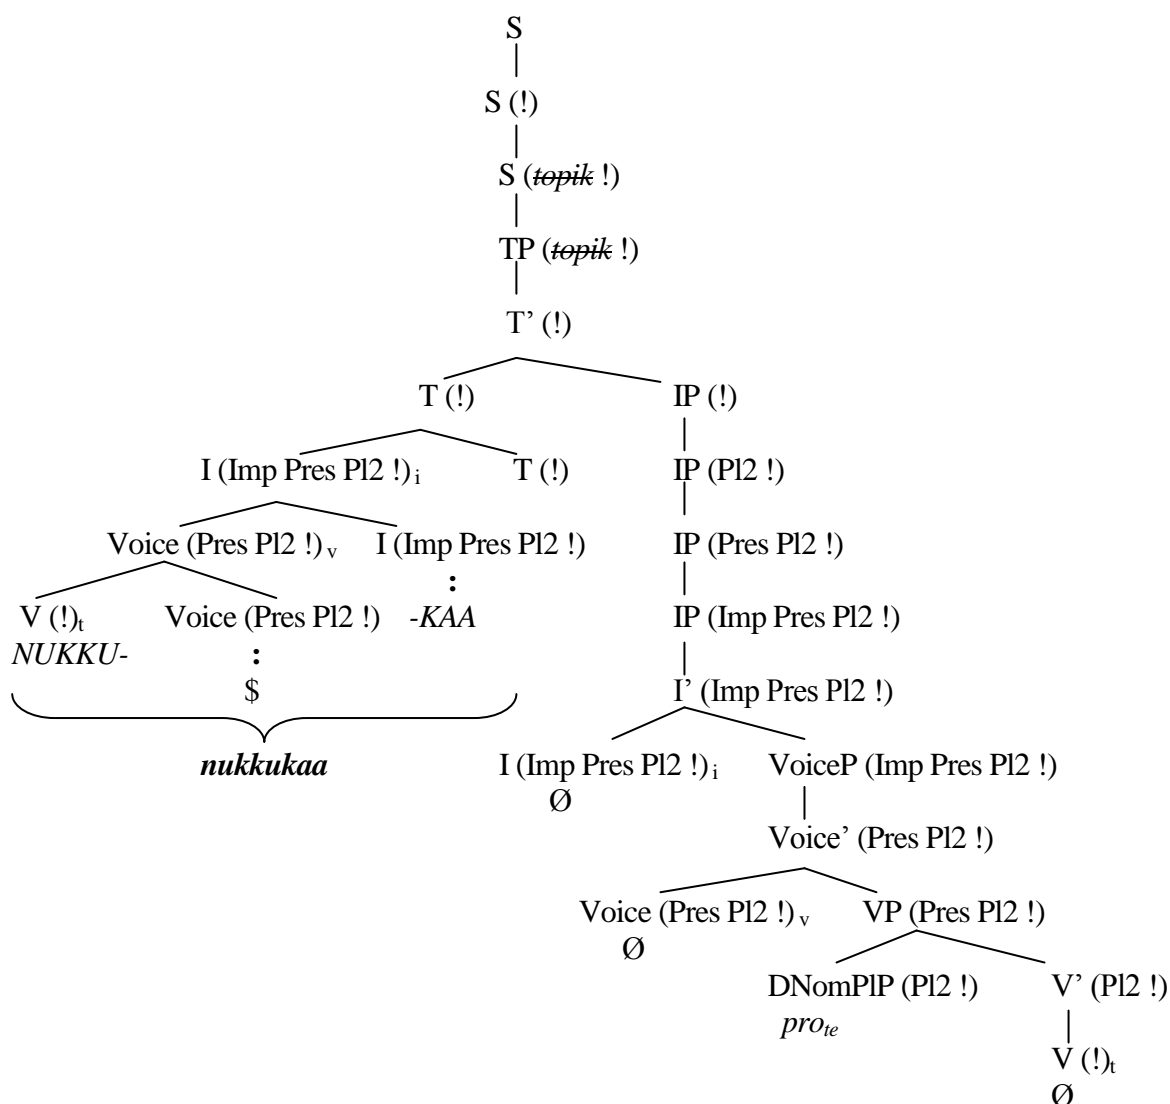 S
S (!)
S (topik !)
TP (topik !)
T’ (!)
T (!) IP (!)
I (Imp Pres Pl2 !)i T (!) IP (Pl2 !)
Voice (Pres Pl2 !)v I (Imp Pres Pl2 !) IP (Pres Pl2 !)
:
V (!)t Voice (Pres Pl2 !) -KAA IP (Imp Pres Pl2 !)
NUKKU- :
$ I’ (Imp Pres Pl2 !)
nukkukaa I (Imp Pres Pl2 !)i VoiceP (Imp Pres Pl2 !)
Ø
Voice’ (Pres Pl2 !)
Voice (Pres Pl2 !)v VP (Pres Pl2 !)
Ø
DNomPlP (Pl2 !) V’ (Pl2 !)
prote
V (!)t
Ø